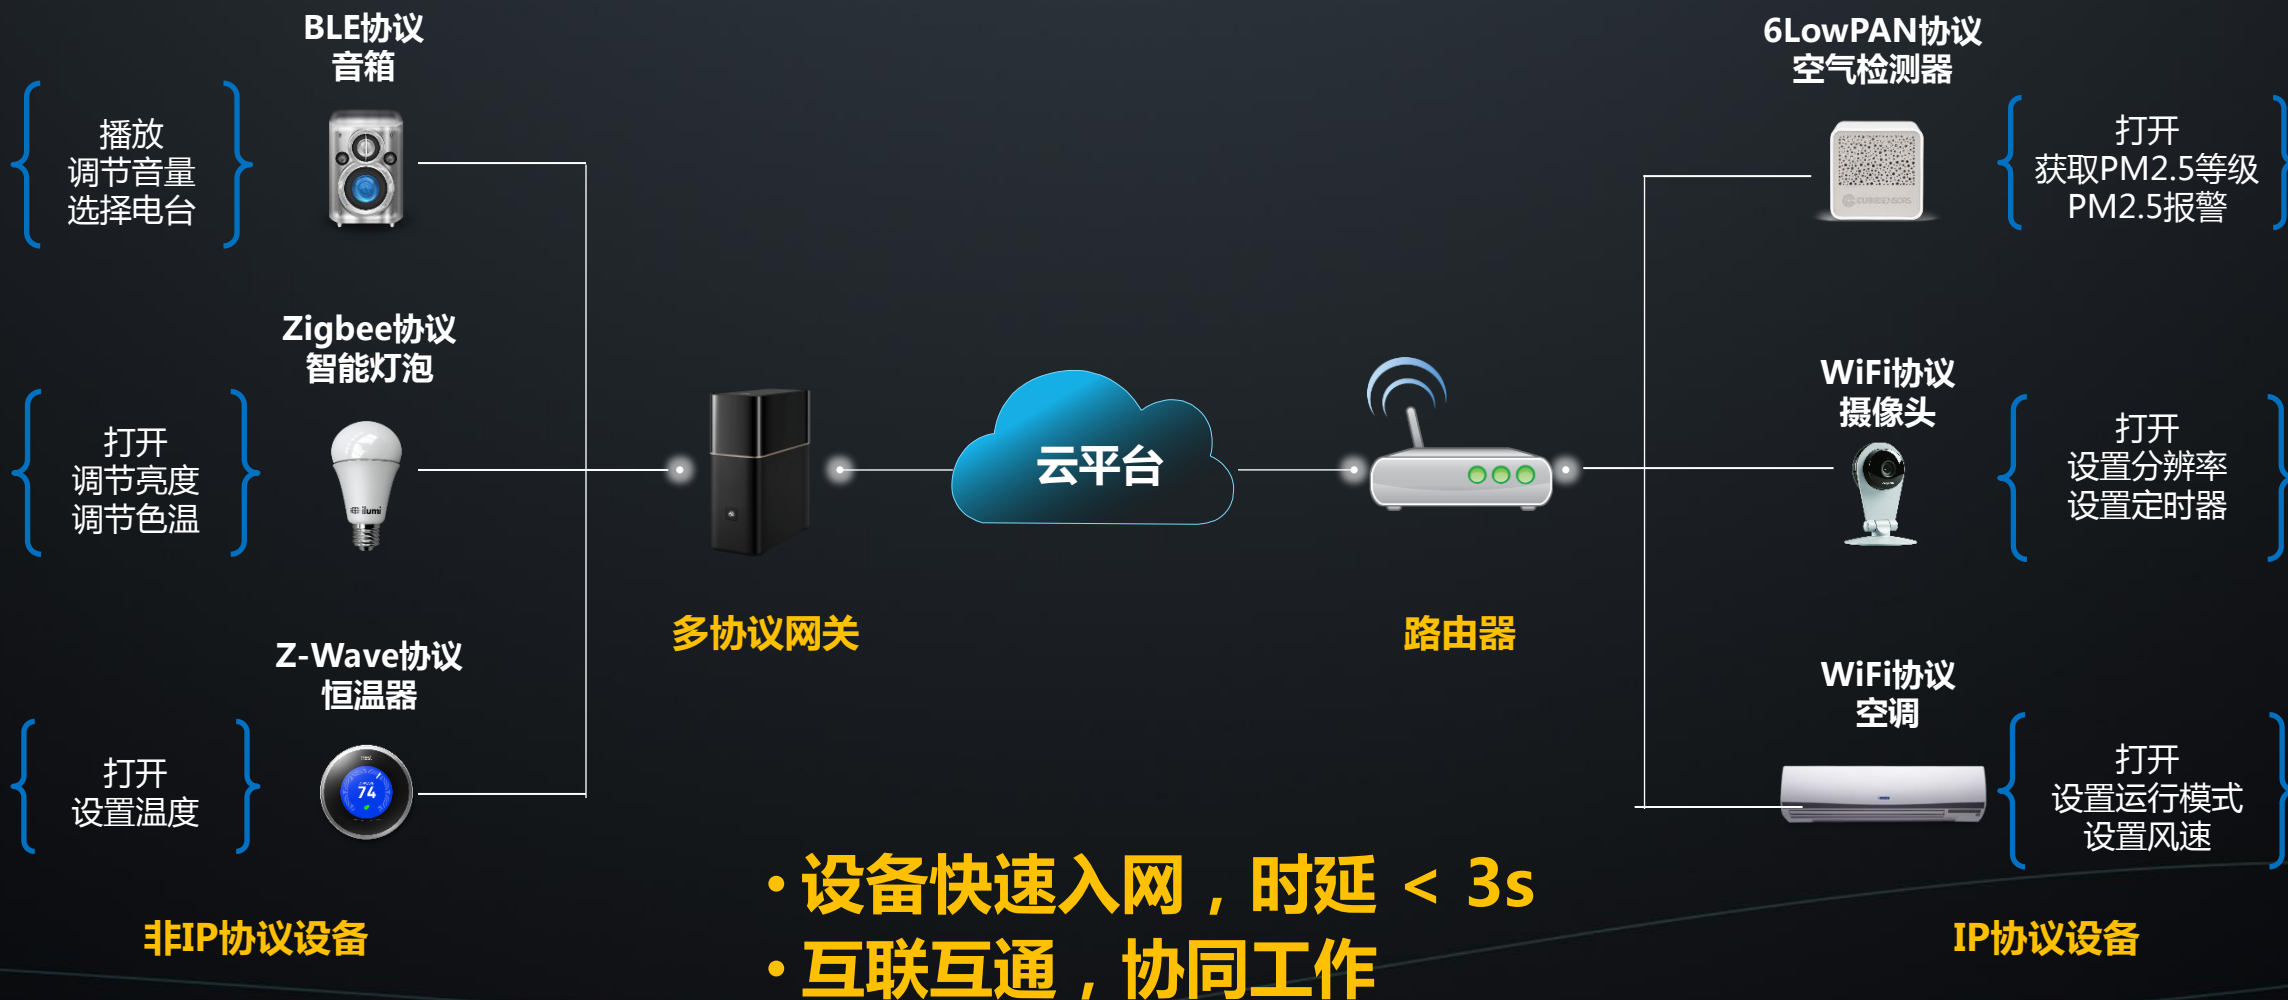 BLE协议
音箱
播放
调节音量
选择电台
Zigbee协议
智能灯泡
打开
调节亮度
调节色温
ilumi
Z-Wave协议
恒温器
打开
设置温度
nest
74
非IP协议设备
多协议网关
云平台
路由器
6LowPAN协议
空气检测器
CUBESENSORS
打开
获取PM2.5等级
PM2.5报警
WiFi协议
摄像头
打开
设置分辨率
设置定时器
WiFi协议
空调
打开
设置运行模式
设置风速
IP协议设备
• 设备快速入网，时延 < 3s
• 互联互通，协同工作